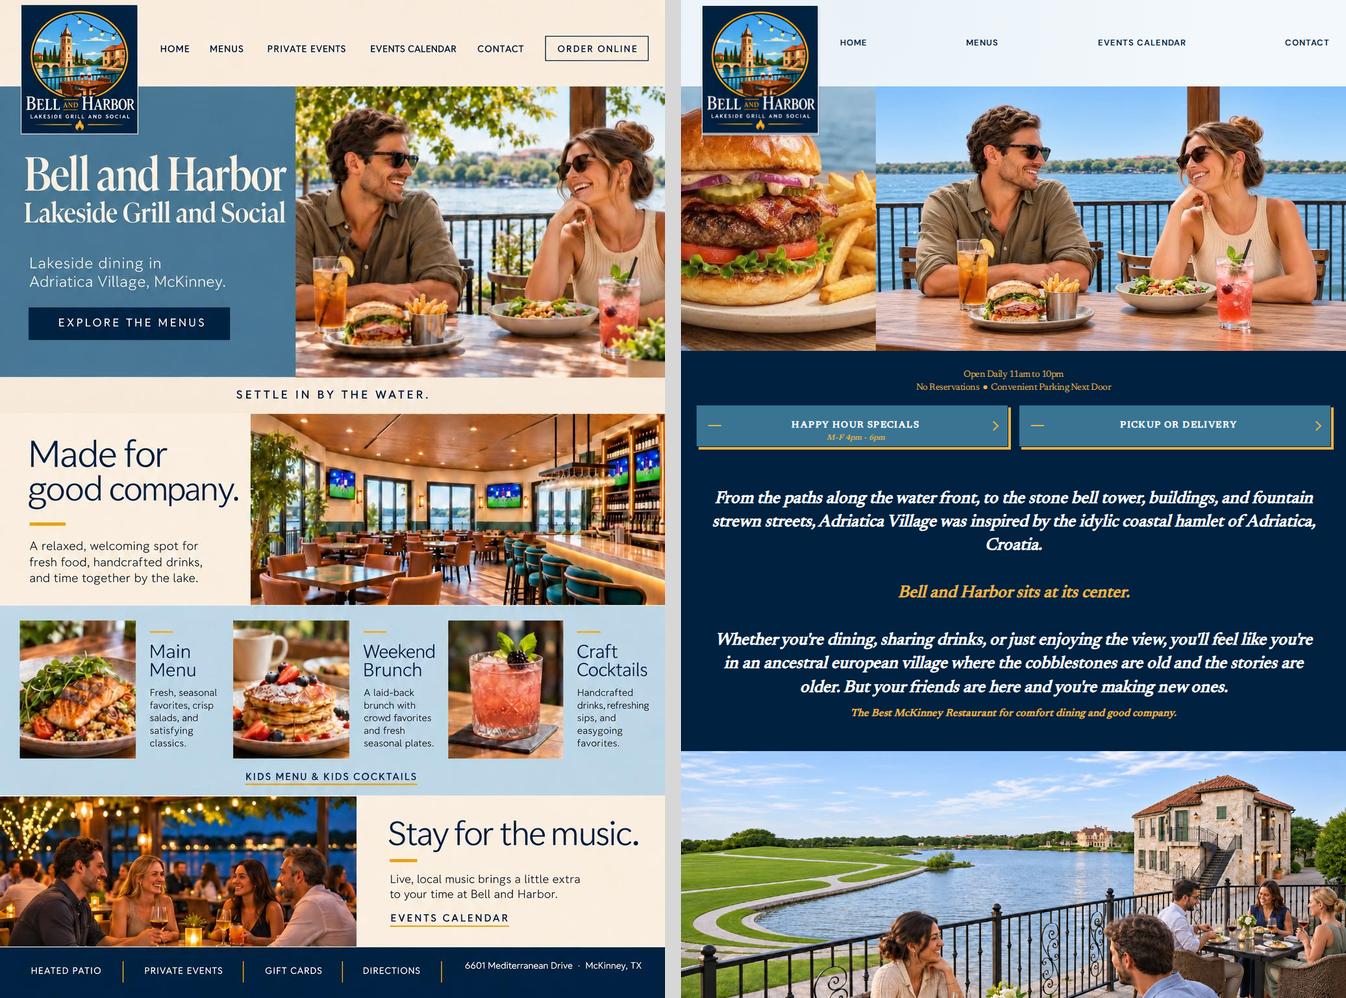 BELL AND HARBOR
LAKESIDE GRILL AND SOCIAL
HOME
MENUS
PRIVATE EVENTS
EVENTS CALENDAR
CONTACT
ORDER ONLINE
Bell and Harbor
Lakeside Grill and Social
Lakeside dining in
Adriatica Village, McKinney.
EXPLORE THE MENUS
SETTLE IN BY THE WATER.
Made for
good company.
A relaxed, welcoming spot for
fresh food, handcrafted drinks,
and time together by the lake.
Main
Menu
Fresh, seasonal
favorites, crisp
salads, and
satisfying
classics.
Weekend
Brunch
A laid-back
brunch with
crowd favorites
and fresh
seasonal plates.
Craft
Cocktails
Handcrafted
drinks, refreshing
sips, and
easygoing
favorites.
KIDS MENU & KIDS COCKTAILS
Stay for the music.
Live, local music brings a little extra
to your time at Bell and Harbor.
EVENTS CALENDAR
HEATED PATIO
PRIVATE EVENTS
GIFT CARDS
DIRECTIONS
6601 Mediterranean Drive · McKinney, TX
BELL AND HARBOR
LAKESIDE GRILL AND SOCIAL
HOME
MENUS
EVENTS CALENDAR
CONTACT
Open Daily 11am to 10pm
No Reservations ● Convenient Parking Next Door
HAPPY HOUR SPECIALS
M-F 4pm - 6pm
PICKUP OR DELIVERY
From the paths along the water front, to the stone bell tower, buildings, and fountain
strewn streets, Adriatica Village was inspired by the idylic coastal hamlet of Adriatica,
Croatia.
Bell and Harbor sits at its center.
Whether you're dining, sharing drinks, or just enjoying the view, you'll feel like you're
in an ancestral european village where the cobblestones are old and the stories are
older. But your friends are here and you're making new ones.
The Best McKinney Restaurant for comfort dining and good company.